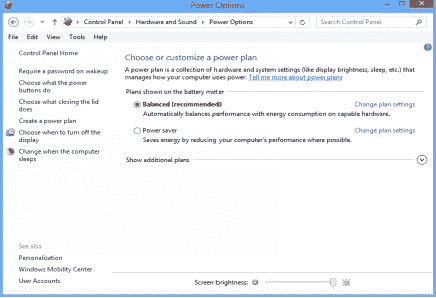 Power Options
Control Panel Hardware and Sound Power Options
Search Control Panel
File Edit View Tools Help
Control Panel Home
Require a password on wakeup
Choose what the power
buttons do
Choose what closing the lid
does
Create a power plan
Choose when to turn off the
display
Change when the computer
sleeps
Choose or customize a power plan
A power plan is a collection of hardware and system settings (like display brightness, sleep, etc.) that
manages how your computer uses power. Tell me more about power plans
Plans shown on the battery meter
Balanced (recommended) Change plan settings
Automatically balances performance with energy consumption on capable hardware.
Power saver Change plan settings
Saves energy by reducing your computer's performance where possible.
Show additional plans
See also
Personalization
Windows Mobility Center
User Accounts
Screen brightness: